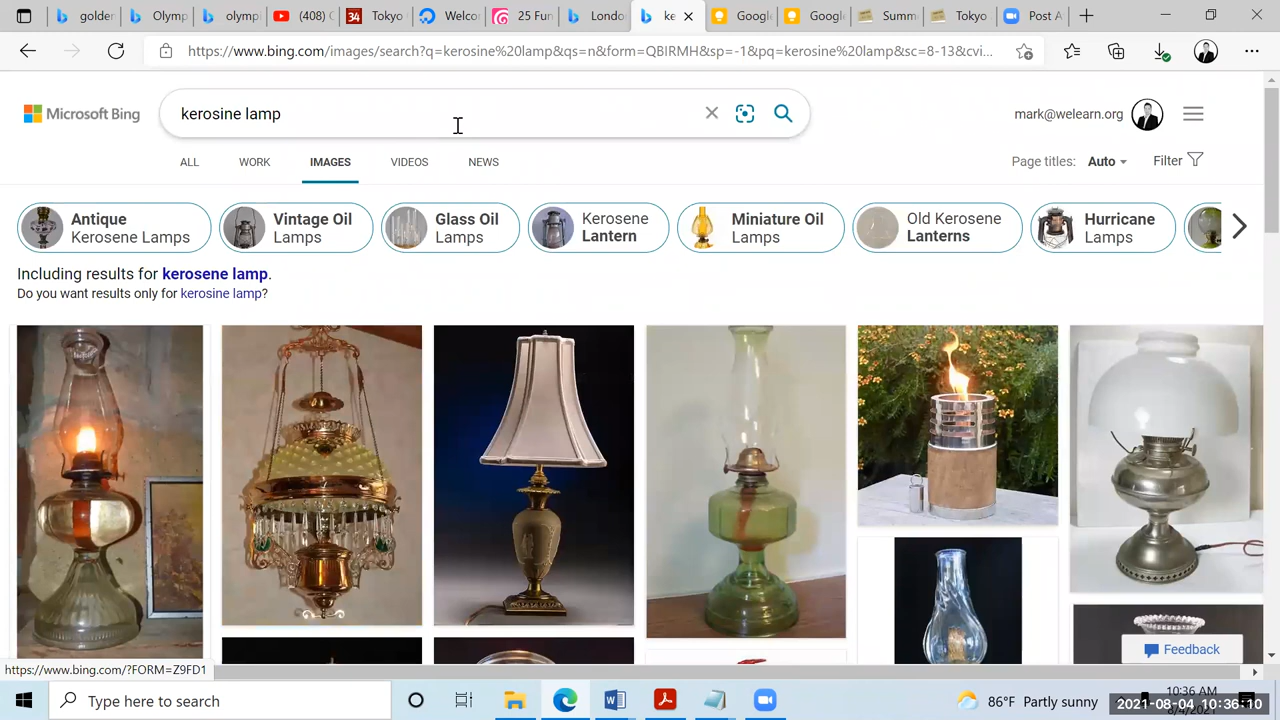 golder
Olymp
olympi
(408) C
34 Tokyo
Welcor
25 Fun
Londo
ke
Google
Google
Summ
Tokyo
Post A
https://www.bing.com/images/search?q=kerosine%20lamp&qs=n&form=QBIRMH&sp=-1&pq=kerosine%20lamp&sc=8-13&cvi...
Microsoft Bing
kerosine lamp
mark@welearn.org
ALL
WORK
IMAGES
VIDEOS
NEWS
Page titles: Auto
Filter
Antique
Kerosene Lamps
Vintage Oil
Lamps
Glass Oil
Lamps
Kerosene
Lantern
Miniature Oil
Lamps
Old Kerosene
Lanterns
Hurricane
Lamps
Including results for kerosene lamp.
Do you want results only for kerosine lamp?
Feedback
https://www.bing.com/?FORM=Z9FD1
Type here to search
86°F Partly sunny
10:36 AM
2021-08-04 10:36:10